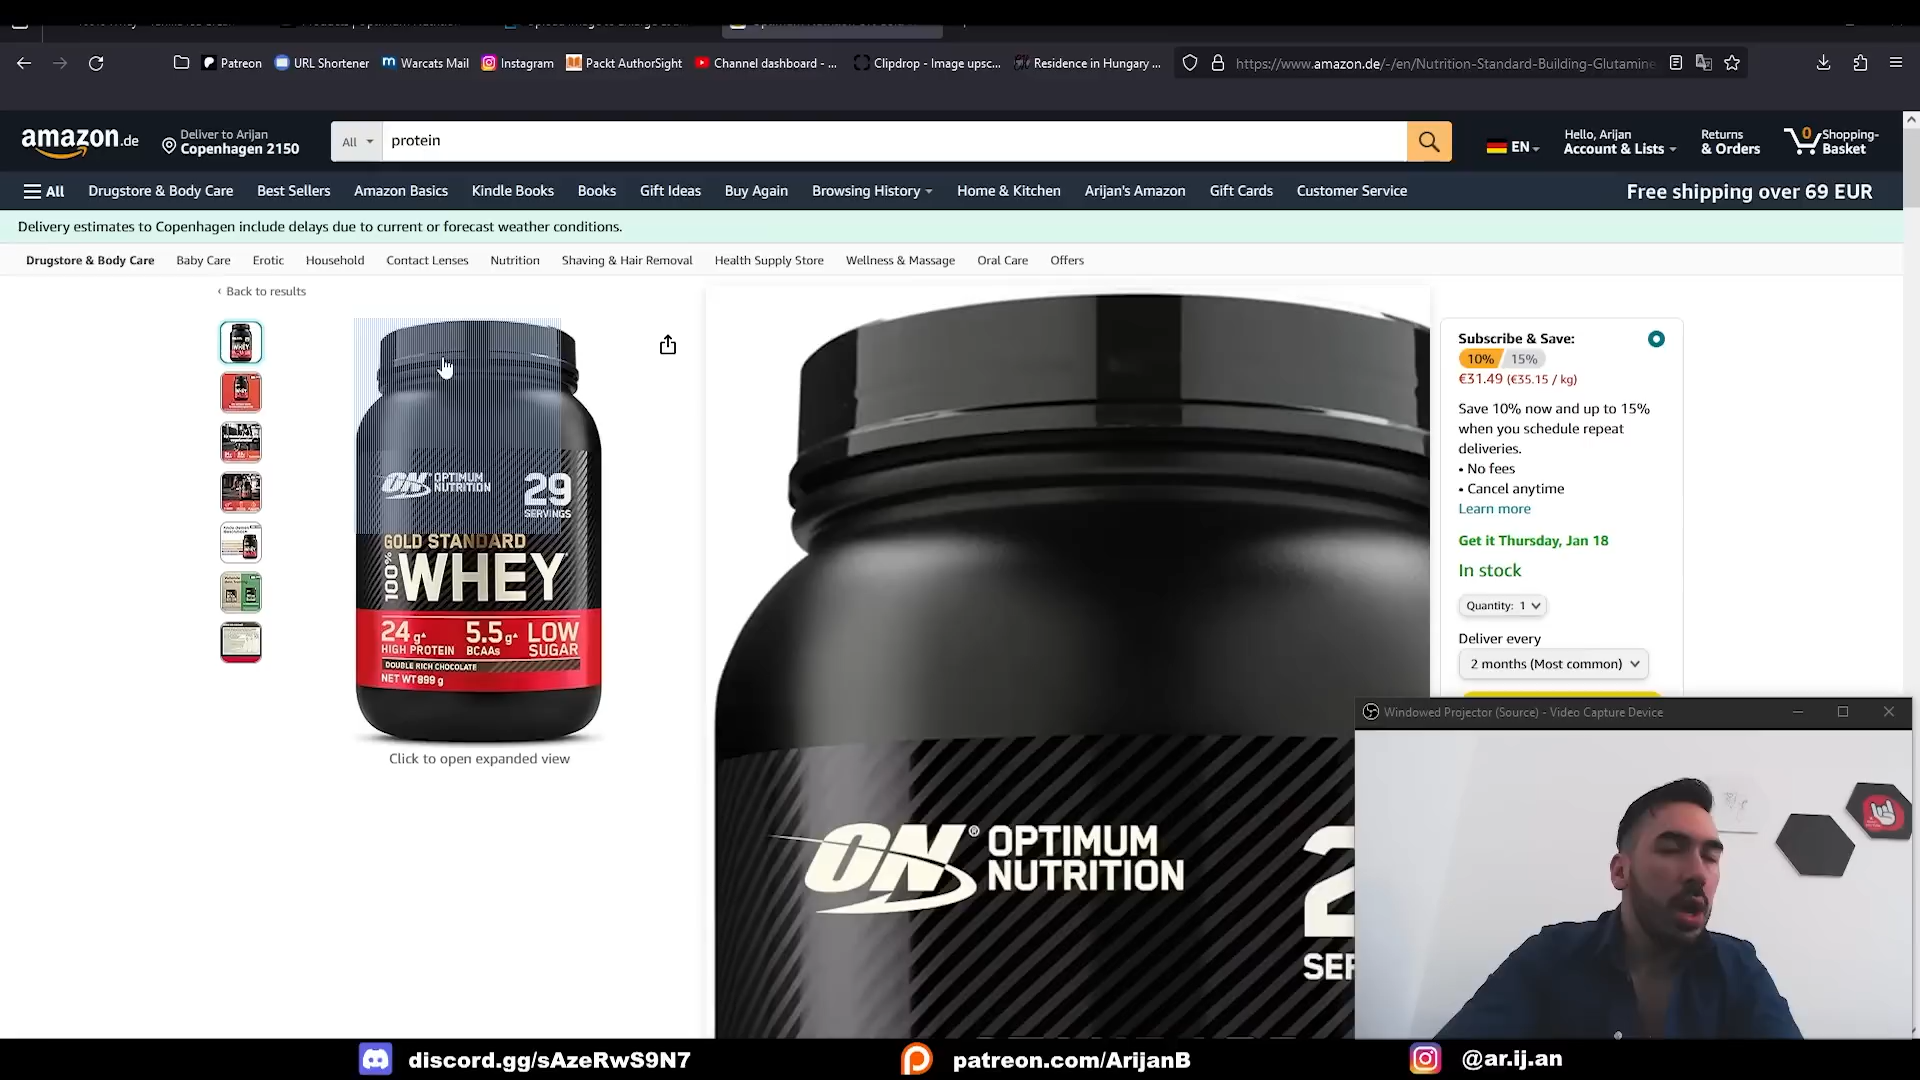 Patreon
URL Shortener
Warcats Mail
Instagram
Packt AuthorSight
Channel dashboard - ...
Clipdrop - Image upsc...
Residence in Hungary ...
https://www.amazon.de/-/en/Nutrition-Standard-Building-Glutamine
amazon.de
Deliver to Arijan
Copenhagen 2150
All
protein
EN
Hello, Arijan
Account & Lists
Returns
& Orders
0
Shopping-
Basket
All
Drugstore & Body Care
Best Sellers
Amazon Basics
Kindle Books
Books
Gift Ideas
Buy Again
Browsing History
Home & Kitchen
Arijan's Amazon
Gift Cards
Customer Service
Free shipping over 69 EUR
Delivery estimates to Copenhagen include delays due to current or forecast weather conditions.
Drugstore & Body Care
Baby Care
Erotic
Household
Contact Lenses
Nutrition
Shaving & Hair Removal
Health Supply Store
Wellness & Massage
Oral Care
Offers
‹ Back to results
ON OPTIMUM
NUTRITION
29
SERVINGS
GOLD STANDARD
100% WHEY
24 g
HIGH PROTEIN
5.5 g
BCAAs
LOW
SUGAR
DOUBLE RICH CHOCOLATE
NET WT 899 g
Click to open expanded view
ON® OPTIMUM
NUTRITION
2
SER
Subscribe & Save:
10% 15%
€31.49 (€35.15 / kg)
Save 10% now and up to 15%
when you schedule repeat
deliveries.
• No fees
• Cancel anytime
Learn more
Get it Thursday, Jan 18
In stock
Quantity: 1
Deliver every
2 months (Most common)
Windowed Projector (Source) - Video Capture Device
discord.gg/sAzeRwS9N7
patreon.com/ArijanB
@ar.ij.an